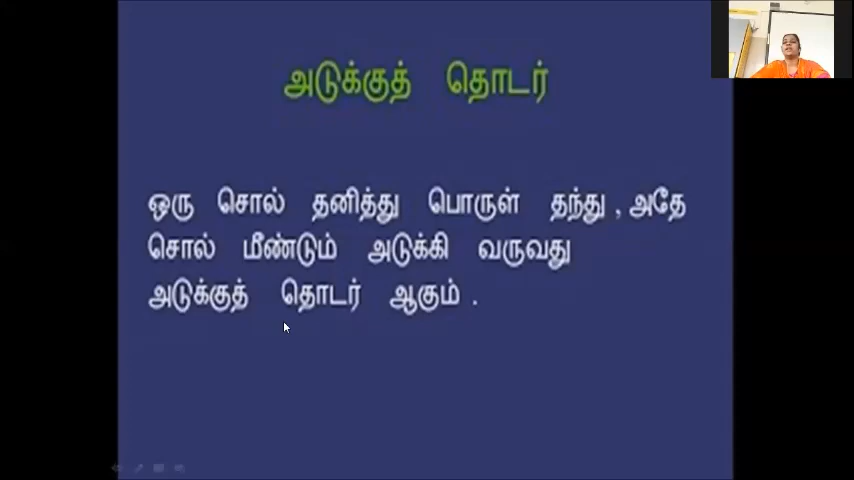 அடுக்குத் தொடர்
ஒரு சொல் தனித்து பொருள் தந்து , அதே
சொல் மீண்டும் அடுக்கி வருவது
அடுக்குத் தொடர் ஆகும் .